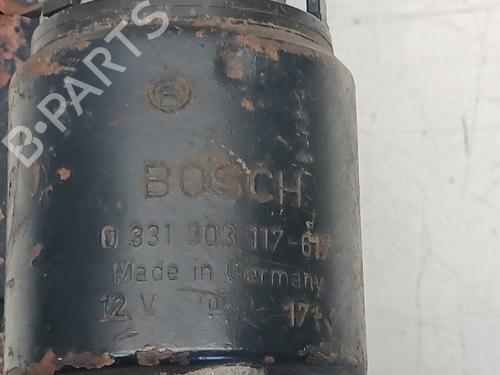 B-PARTS
BOSCH
0 331 303 117-
Made in Germany
12 V